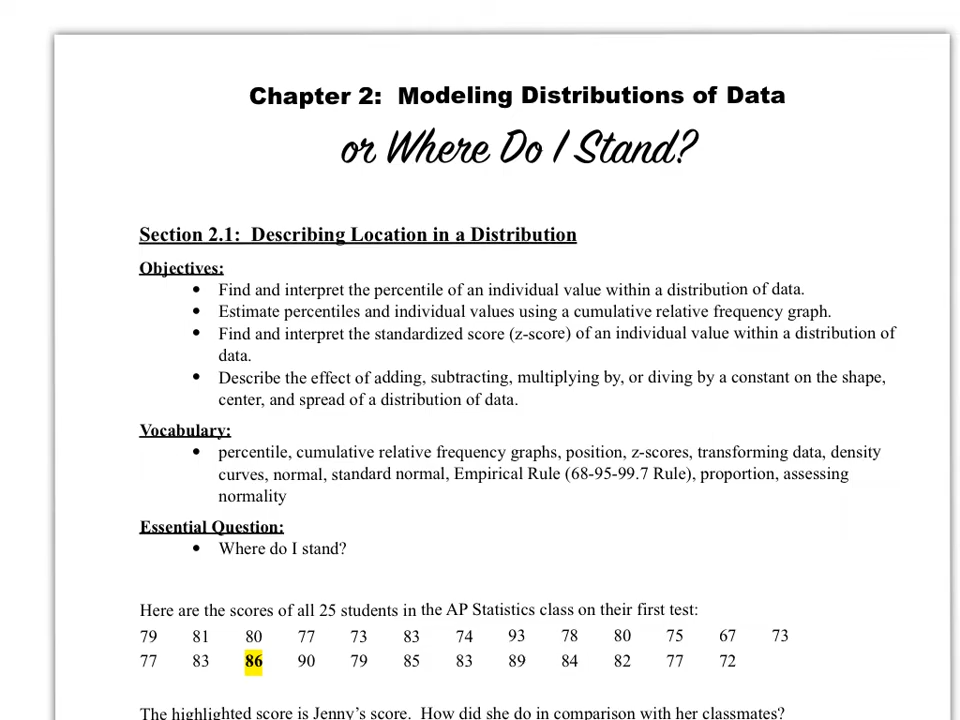 Chapter 2: Modeling Distributions of Data
or Where Do I Stand?
Section 2.1: Describing Location in a Distribution
Objectives:
• Find and interpret the percentile of an individual value within a distribution of data.
• Estimate percentiles and individual values using a cumulative relative frequency graph.
• Find and interpret the standardized score (z-score) of an individual value within a distribution of
data.
• Describe the effect of adding, subtracting, multiplying by, or diving by a constant on the shape,
center, and spread of a distribution of data.
Vocabulary:
• percentile, cumulative relative frequency graphs, position, z-scores, transforming data, density
curves, normal, standard normal, Empirical Rule (68-95-99.7 Rule), proportion, assessing
normality
Essential Question:
• Where do I stand?
Here are the scores of all 25 students in the AP Statistics class on their first test:
79 81 80 77 73 83 74 93 78 80 75 67 73
77 83 86 90 79 85 83 89 84 82 77 72
The highlighted score is Jenny's score. How did she do in comparison with her classmates?